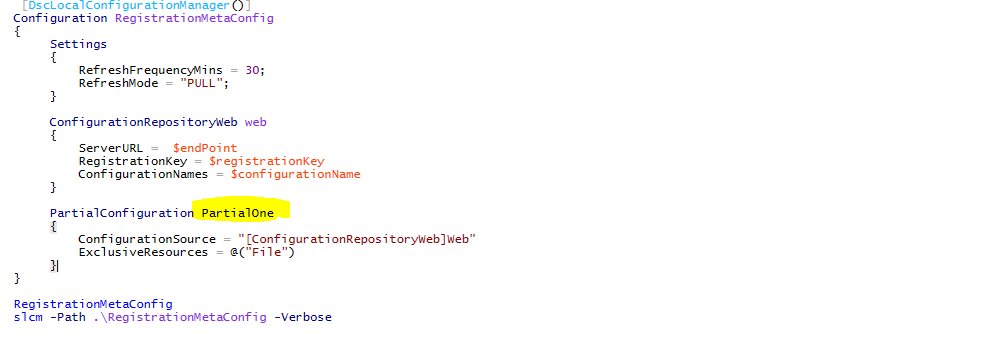 [DscLocalConfigurationManager()]
Configuration RegistrationMetaConfig
{
Settings
{
RefreshFrequencyMins = 30;
RefreshMode = "PULL";
}
ConfigurationRepositoryWeb web
{
ServerURL =  $endPoint
RegistrationKey = $registrationKey
ConfigurationNames = $configurationName
}
PartialConfiguration PartialOne
{
ConfigurationSource = "[ConfigurationRepositoryWeb]Web"
ExclusiveResources = @("File")
}
}
RegistrationMetaConfig
slcm -Path .\RegistrationMetaConfig -Verbose